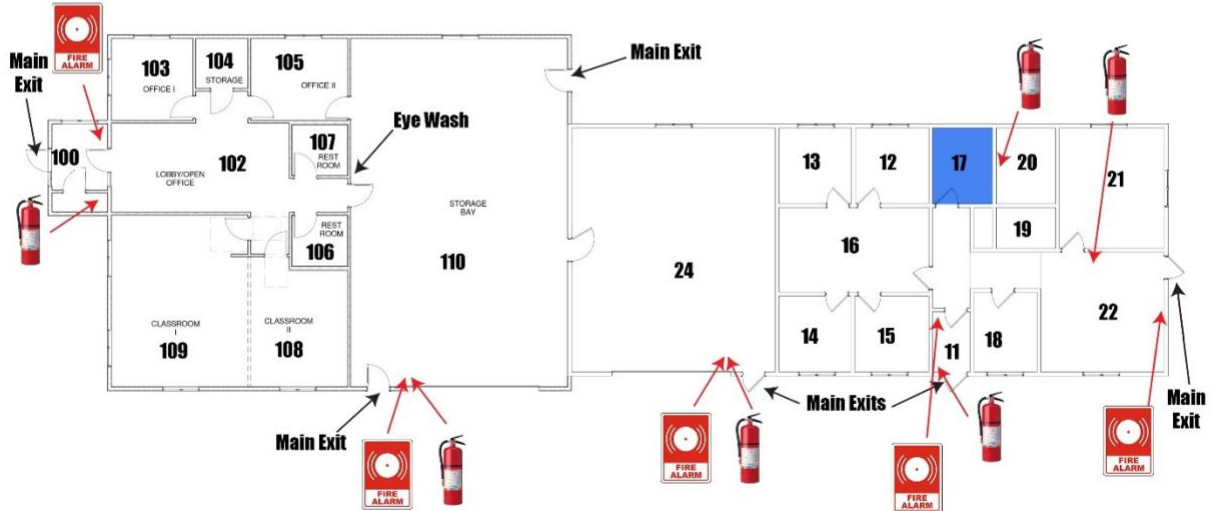 FIRE
ALARM
Main
Exit
103
OFFICE I
104
STORAGE
105
OFFICE II
Main Exit
100
102
LOBBY/OPEN
OFFICE
107
REST
ROOM
Eye Wash
REST
ROOM
106
STORAGE
BAY
110
CLASSROOM
I
109
CLASSROOM
II
108
Main Exit
FIRE
ALARM
24
13
12
17
20
21
16
19
14
15
11
18
22
Main Exits
Main
Exit
FIRE
ALARM
FIRE
ALARM
FIRE
ALARM